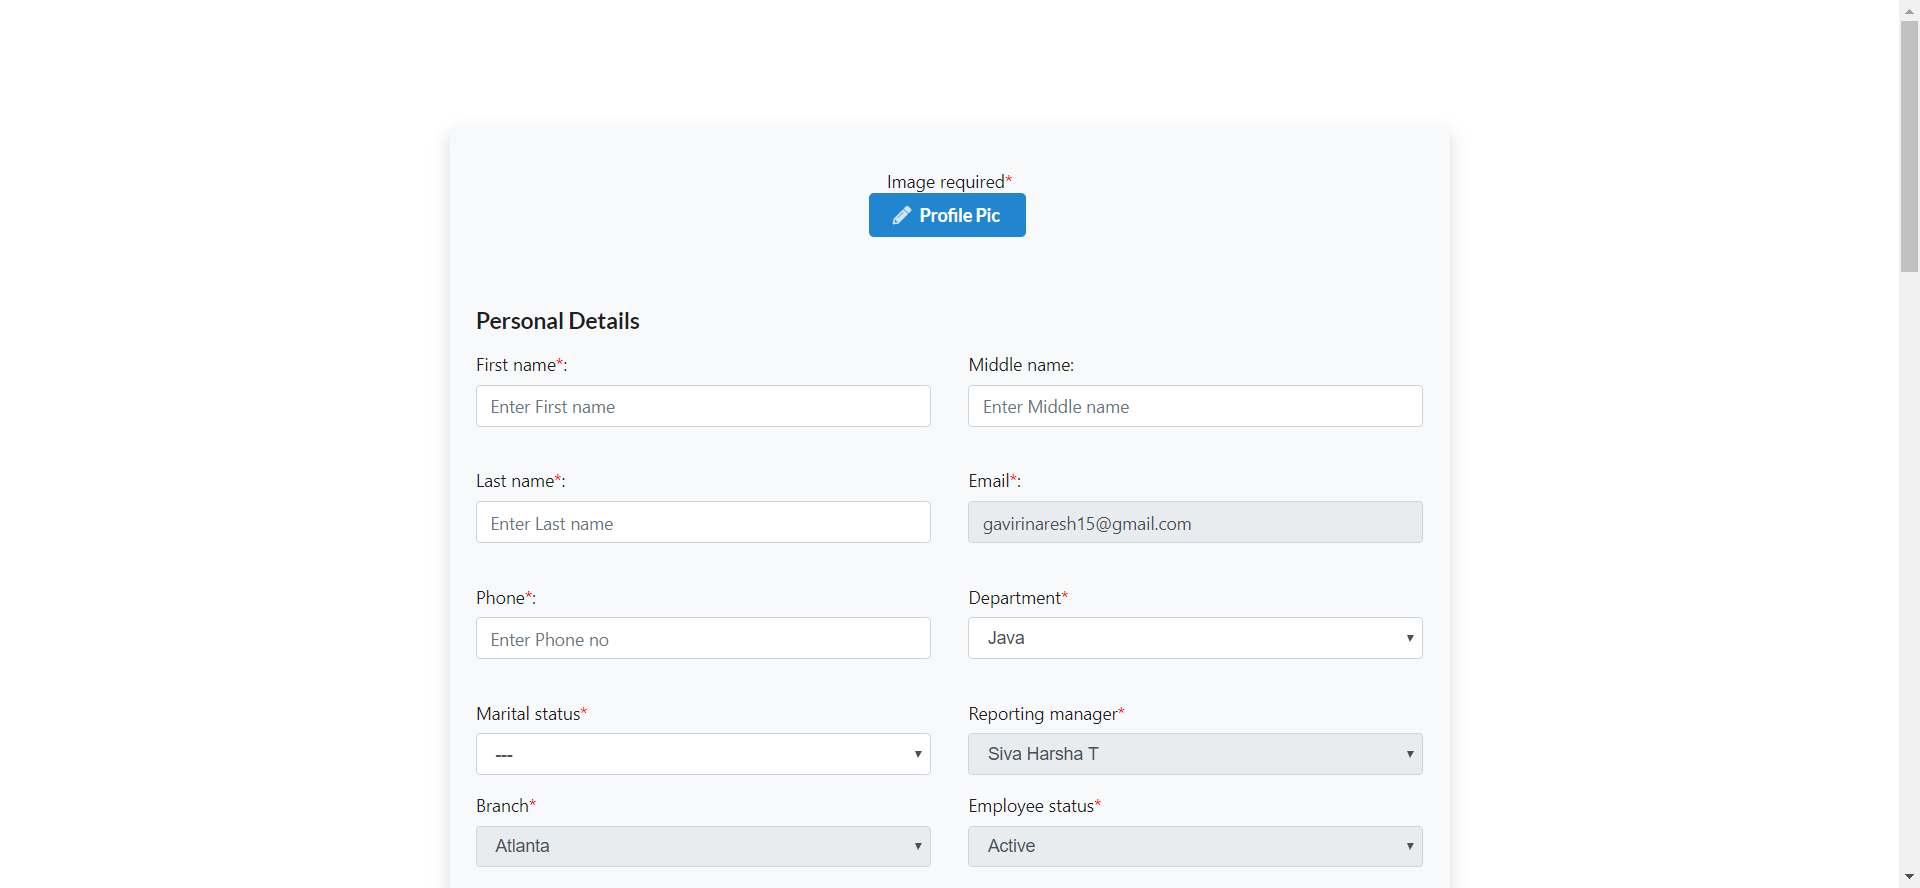 Image required*
Profile Pic
Personal Details
First name*:
Middle name:
Enter First name
Enter Middle name
Last name*:
Email*:
Enter Last name
gavirinaresh15@gmail.com
Phone*:
Department*
Enter Phone no
Java
Marital status*
Reporting manager*
---
Siva Harsha T
Branch*
Employee status*
Atlanta
Active